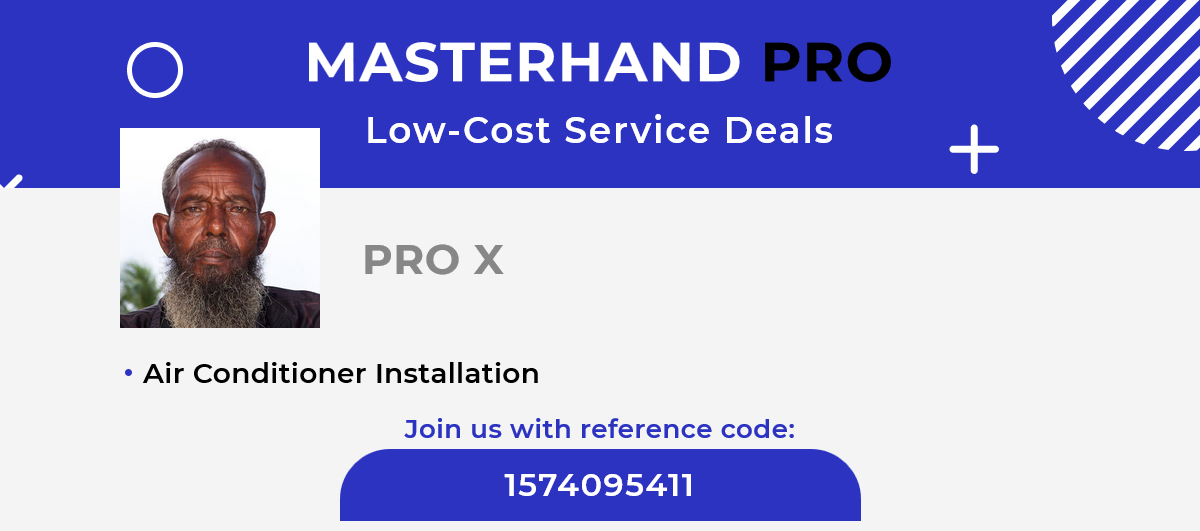 MASTERHAND PRO
Low-Cost Service Deals
PRO X
• Air Conditioner Installation
Join us with reference code:
1574095411